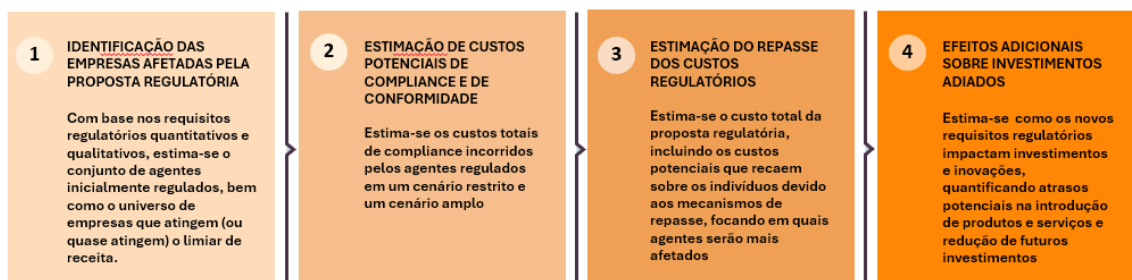 1
IDENTIFICAÇÃO DAS
EMPRESAS AFETADAS PELA
PROPOSTA REGULATÓRIA
Com base nos requisitos
regulatórios quantitativos e
qualitativos, estima-se o
conjunto de agentes
inicialmente regulados, bem
como o universo de
empresas que atingem (ou
quase atingem) o limiar de
receita.
2
ESTIMAÇÃO DE CUSTOS
POTENCIAIS DE
COMPLIANCE E DE
CONFORMIDADE
Estima-se os custos totais
de compliance incorridos
pelos agentes regulados
em um cenário restrito e
um cenário amplo
3
ESTIMAÇÃO DO REPASSE
DOS CUSTOS
REGULATÓRIOS
Estima-se o custo total da
proposta regulatória,
incluindo os custos
potenciais que recaem
sobre os indivíduos devido
aos mecanismos de
repasse, focando em quais
agentes serão mais
afetados
4
EFEITOS ADICIONAIS
SOBRE INVESTIMENTOS
ADIADOS
Estima-se como os novos
requisitos regulatórios
impactam investimentos
e inovações,
quantificando atrasos
potenciais na introdução
de produtos e serviços e
redução de futuros
investimentos